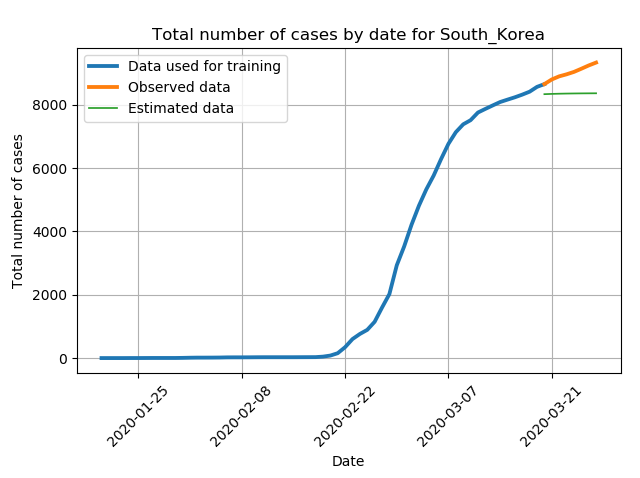 Total number of cases by date for South_Korea
Data used for training
Observed data
Estimated data
Total number of cases
8000
6000
4000
2000
0
2020-01-25
2020-02-08
2020-02-22
2020-03-07
2020-03-21
Date